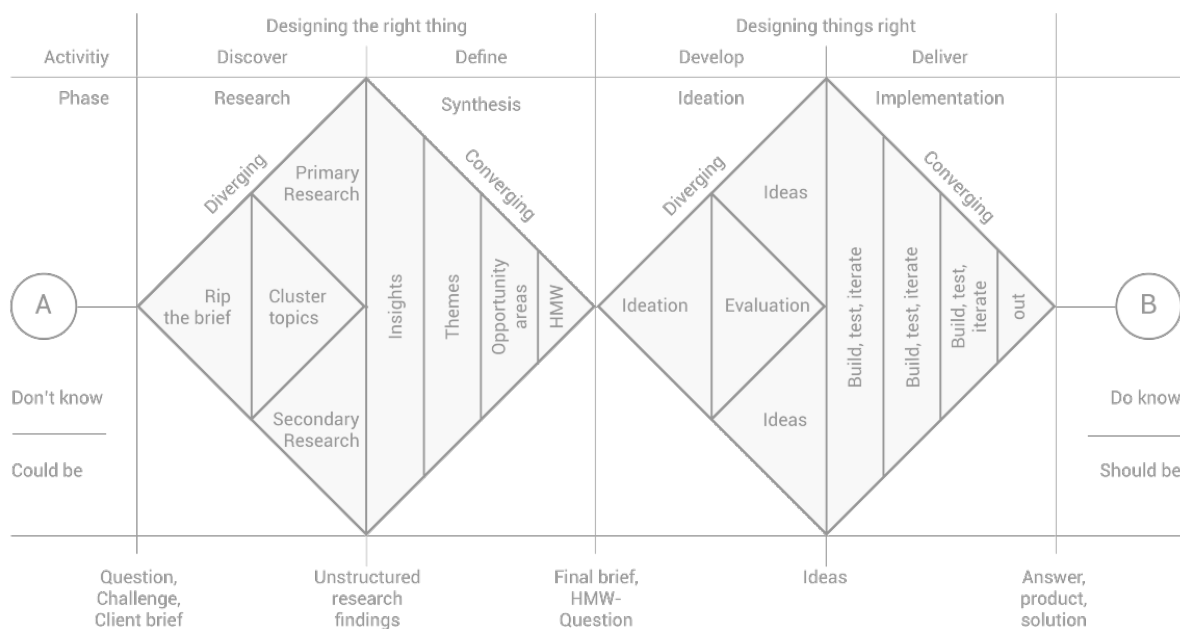 Designing the right thing
Designing things right
Activitiy
Discover
Define
Develop
Deliver
Phase
Research
Synthesis
Ideation
Implementation
Diverging
Converging
Diverging
Converging
Primary
Research
Ideas
A
Rip
the brief
Cluster
topics
Insights
Themes
Opportunity
areas
HMW
Ideation
Evaluation
Build, test, iterate
Build, test, iterate
Build, test,
iterate
out
B
Don't know
Could be
Secondary
Research
Ideas
Do know
Should be
Question,
Challenge,
Client brief
Unstructured
research
findings
Final brief,
HMW-
Question
Ideas
Answer,
product,
solution